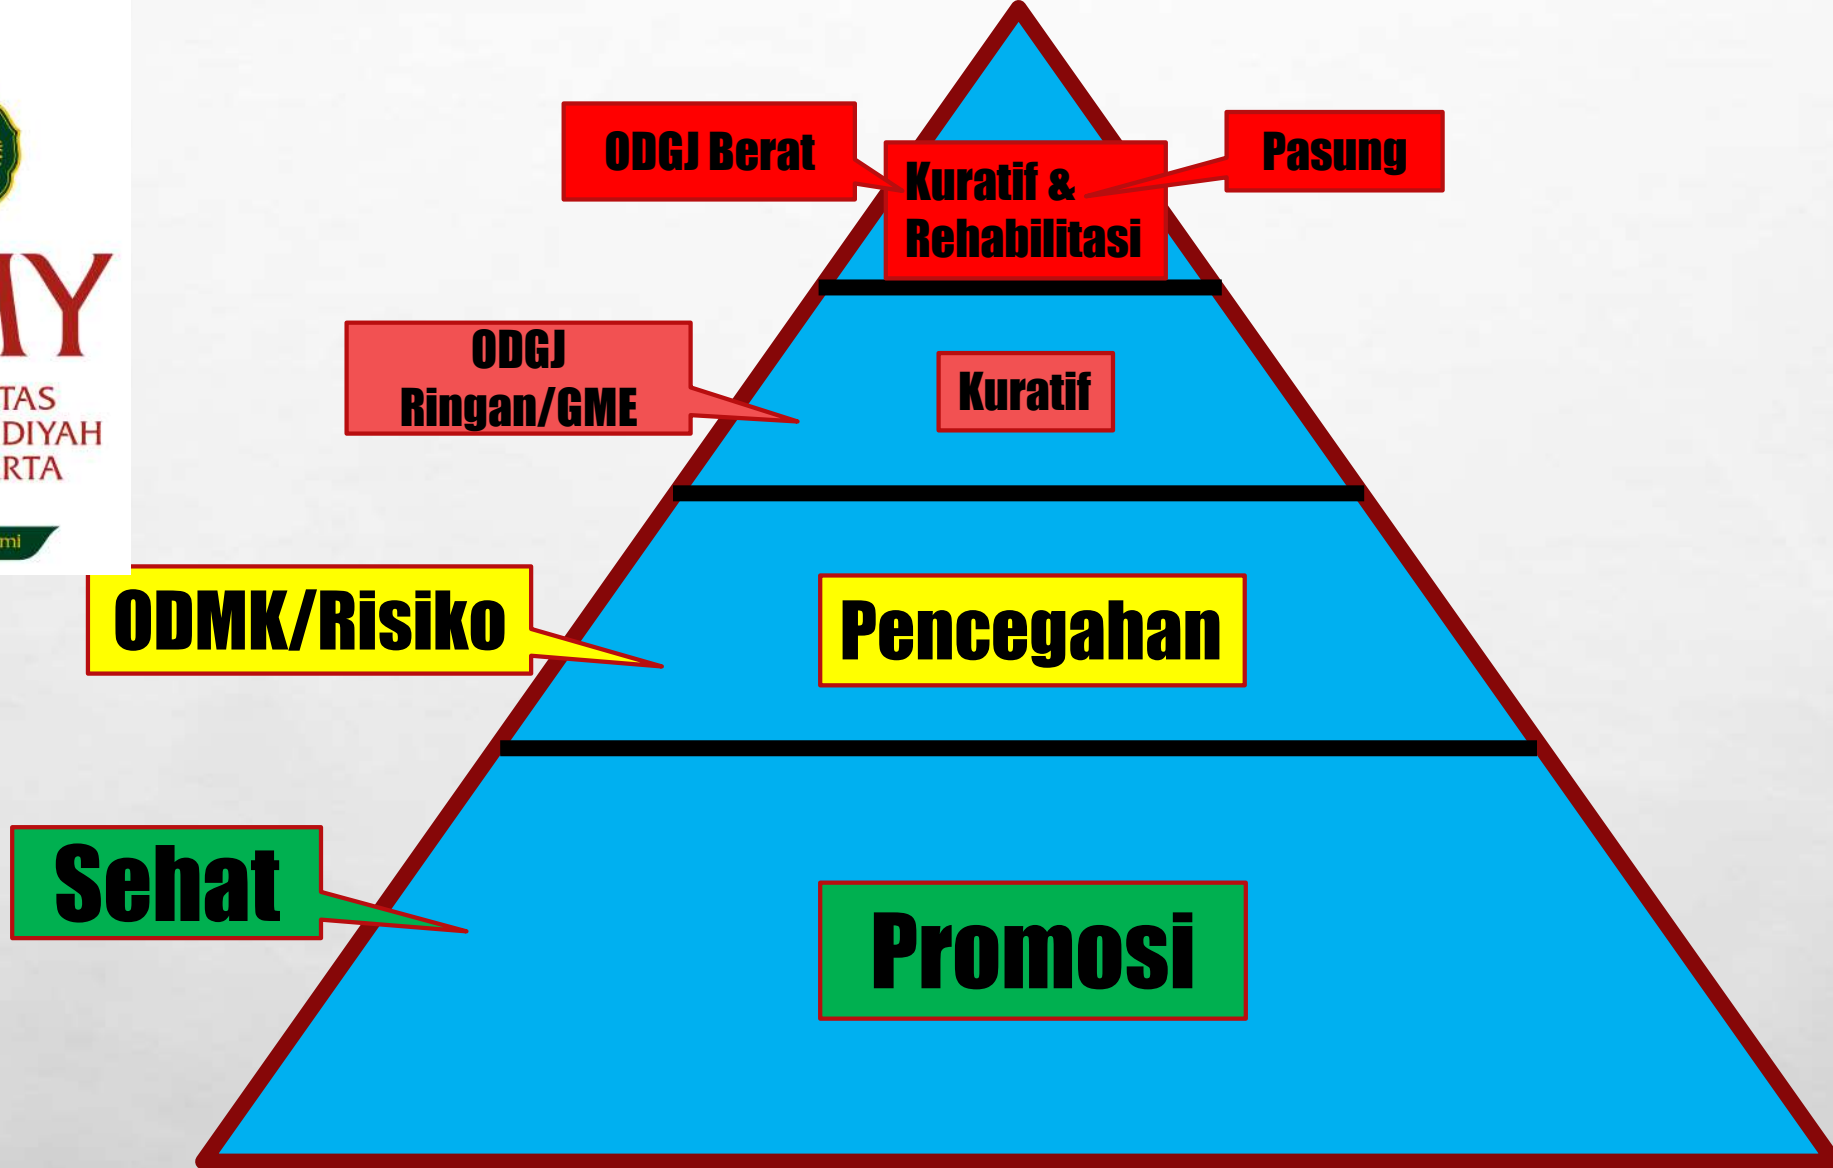 ODGJ Berat
Kuratif &
Rehabilitasi
Pasung
MY
ODGJ
Ringan/GME
Kuratif
TAS
DIYAH
RTA
mi
ODMK/Risiko
Pencegahan
Sehat
Promosi